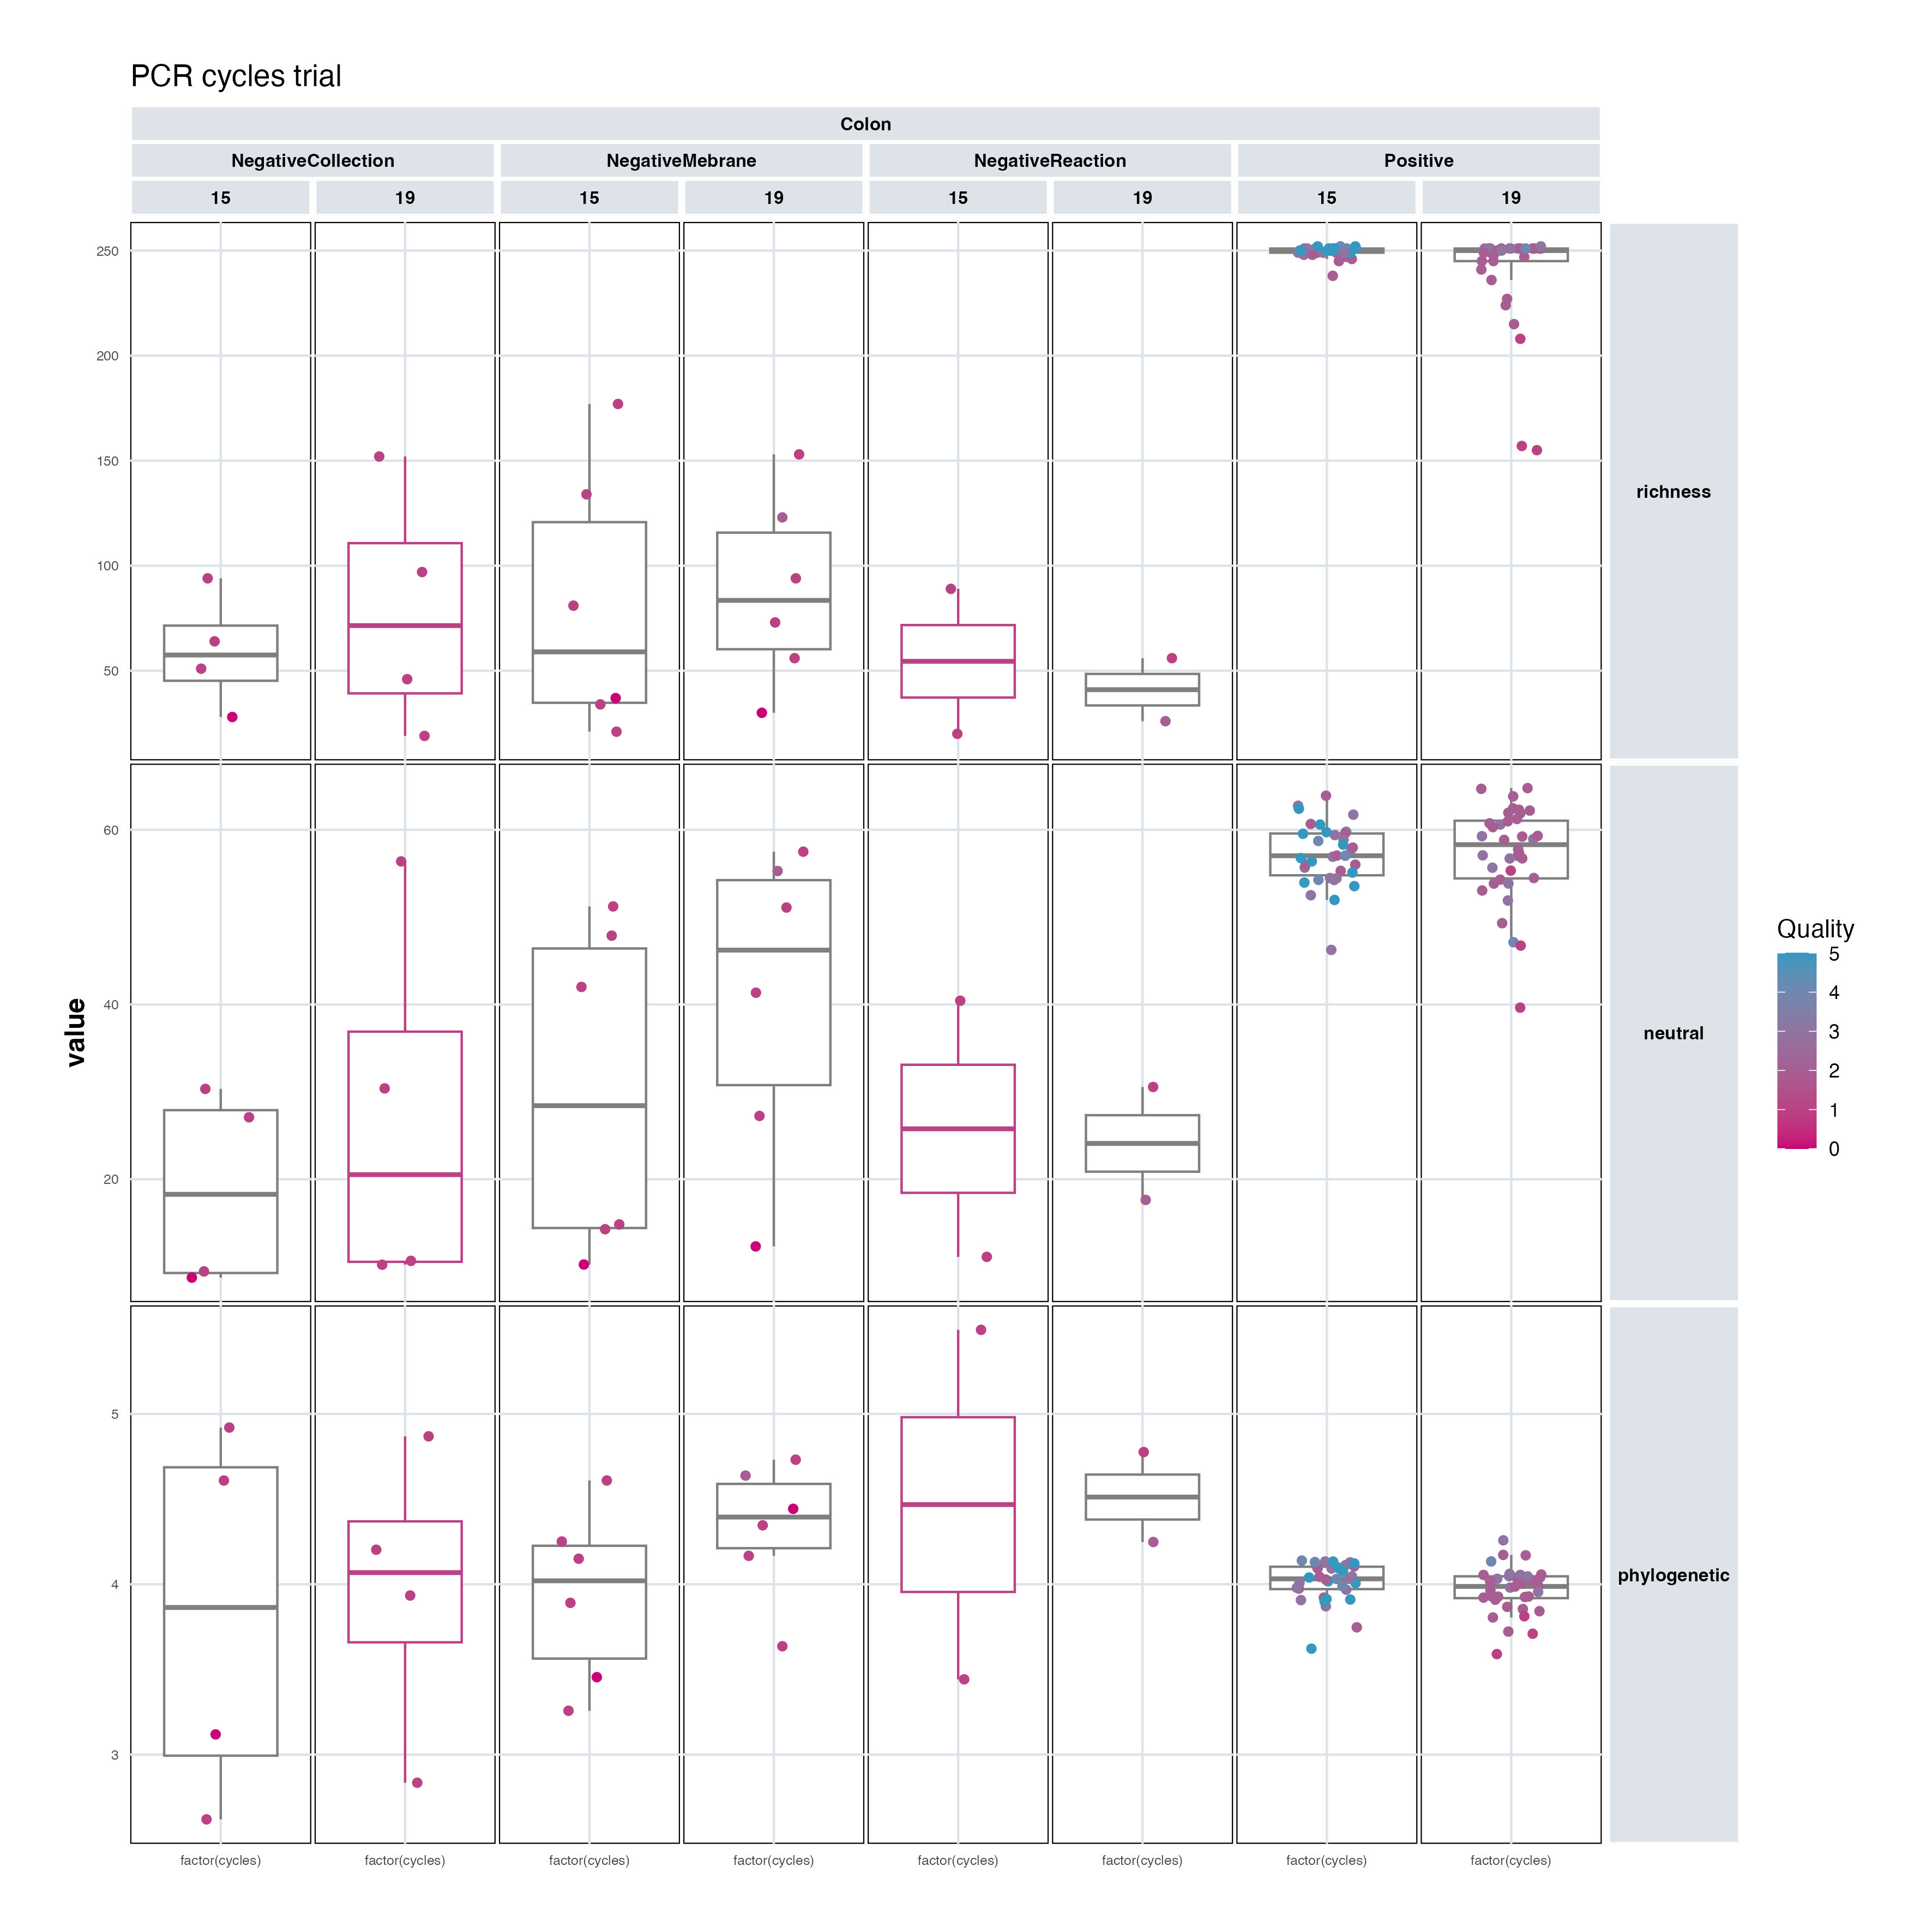 PCR cycles trial
Colon
NegativeCollection NegativeMebrane NegativeReaction Positive
15 19 15 19 15 19 15 19
250
200
150
100
50
richness
60
40
20
neutral
5
4
3
phylogenetic
value
factor(cycles) factor(cycles) factor(cycles) factor(cycles) factor(cycles) factor(cycles) factor(cycles) factor(cycles)
Quality
5
4
3
2
1
0